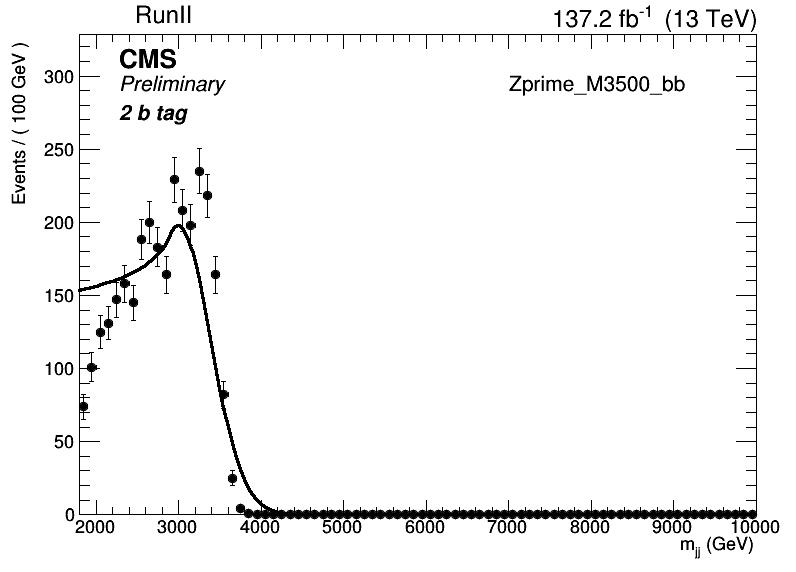 RunII
137.2 fb-1 (13 TeV)
CMS
Preliminary
2 b tag
Zprime_M3500_bb
Events / ( 100 GeV )
300
250
200
150
100
50
0
2000 3000 4000 5000 6000 7000 8000 9000 10000
mjj (GeV)